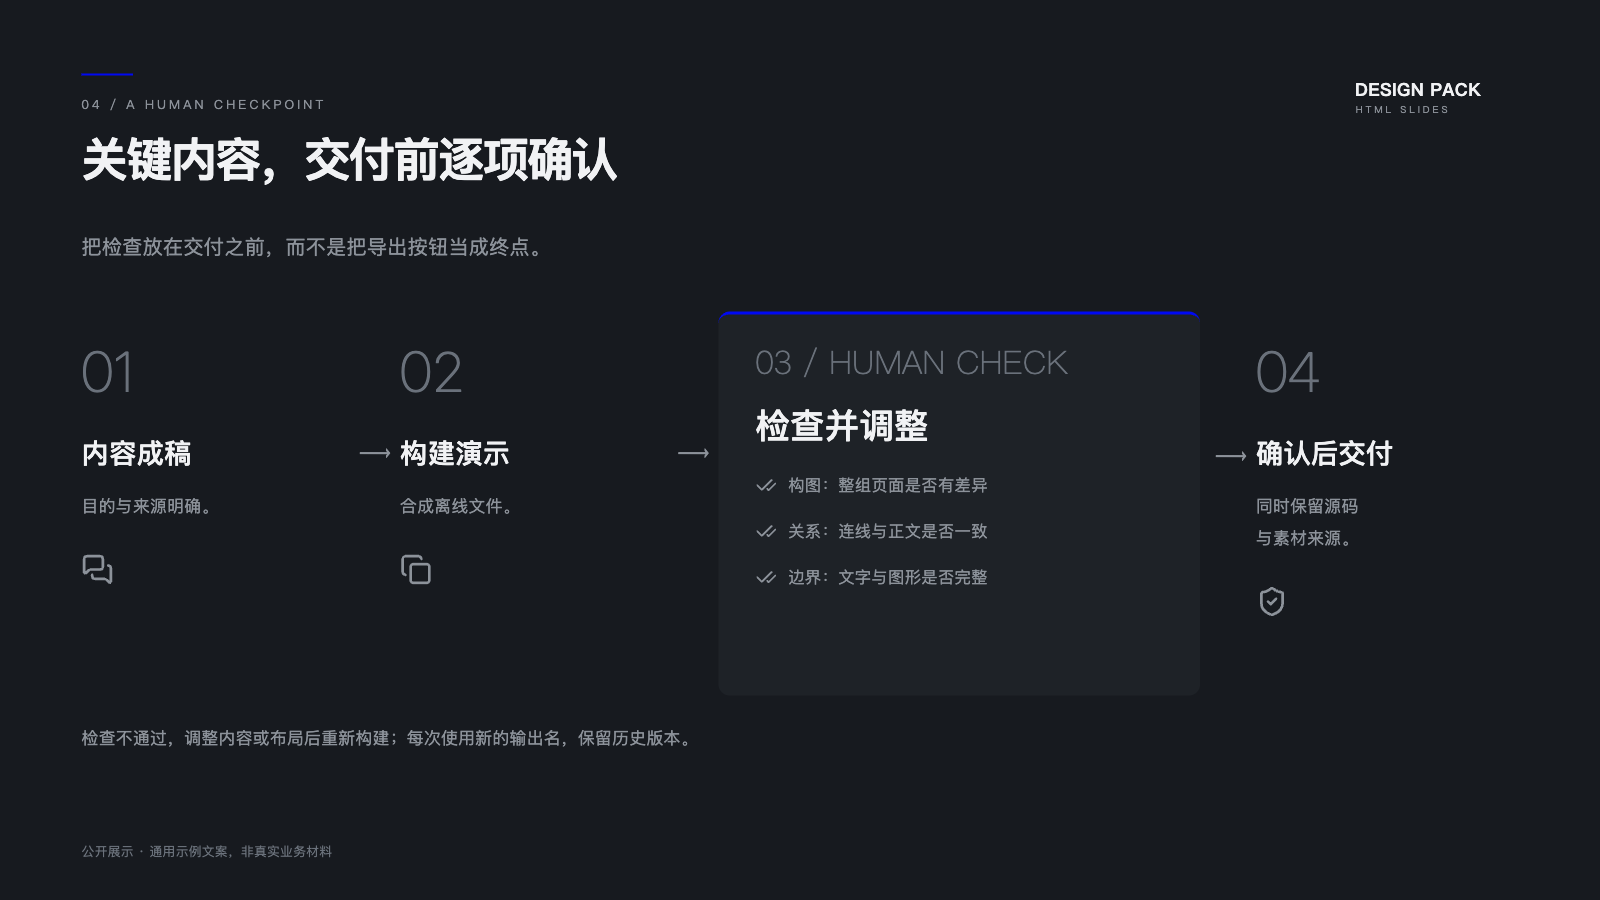 04 / A HUMAN CHECKPOINT
DESIGN PACK
HTML SLIDES
关键内容，交付前逐项确认
把检查放在交付之前，而不是把导出按钮当成终点。
01
内容成稿
目的与来源明确。
02
构建演示
合成离线文件。
03 / HUMAN CHECK
检查并调整
构图：整组页面是否有差异
关系：连线与正文是否一致
边界：文字与图形是否完整
04
确认后交付
同时保留源码
与素材来源。
检查不通过，调整内容或布局后重新构建；每次使用新的输出名，保留历史版本。
公开展示 · 通用示例文案，非真实业务材料